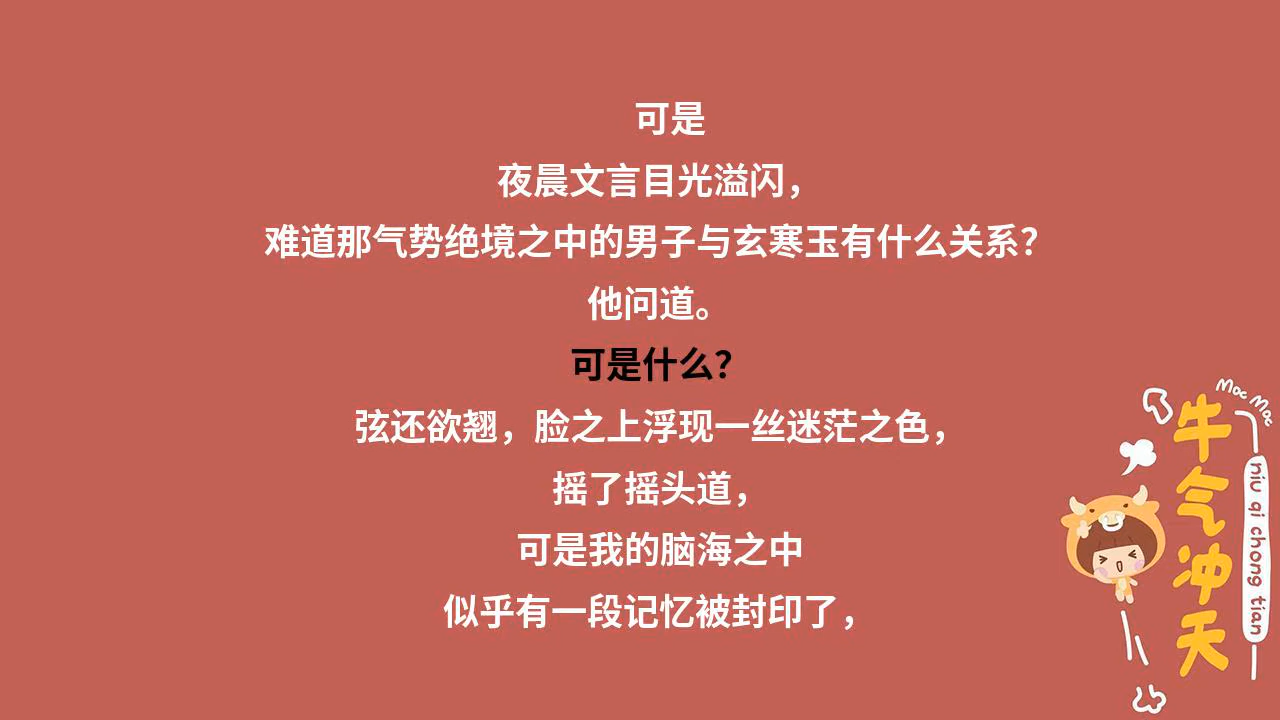 可是
夜晨文言目光溢闪，
难道那气势绝境之中的男子与玄寒玉有什么关系？
他问道。
可是什么？
弦还欲翘，脸之上浮现一丝迷茫之色，
摇了摇头道，
可是我的脑海之中
似乎有一段记忆被封印了，
Moc Moc
牛气冲天
niu qi chong tian